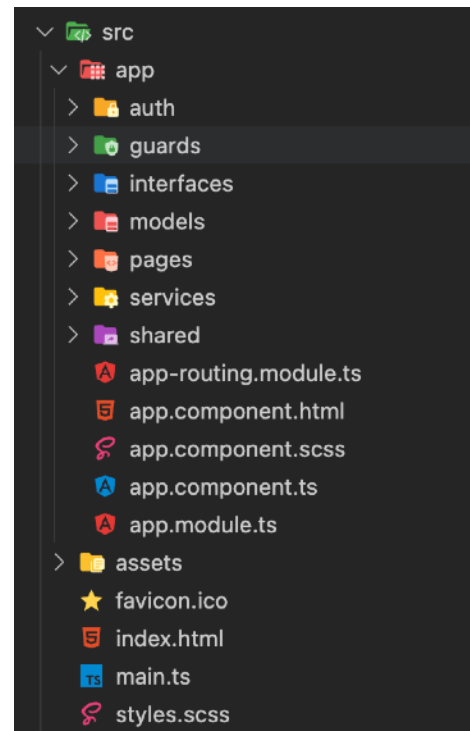 src
app
auth
guards
interfaces
models
pages
services
shared
app-routing.module.ts
app.component.html
app.component.scss
app.component.ts
app.module.ts
assets
favicon.ico
index.html
TS main.ts
styles.scss